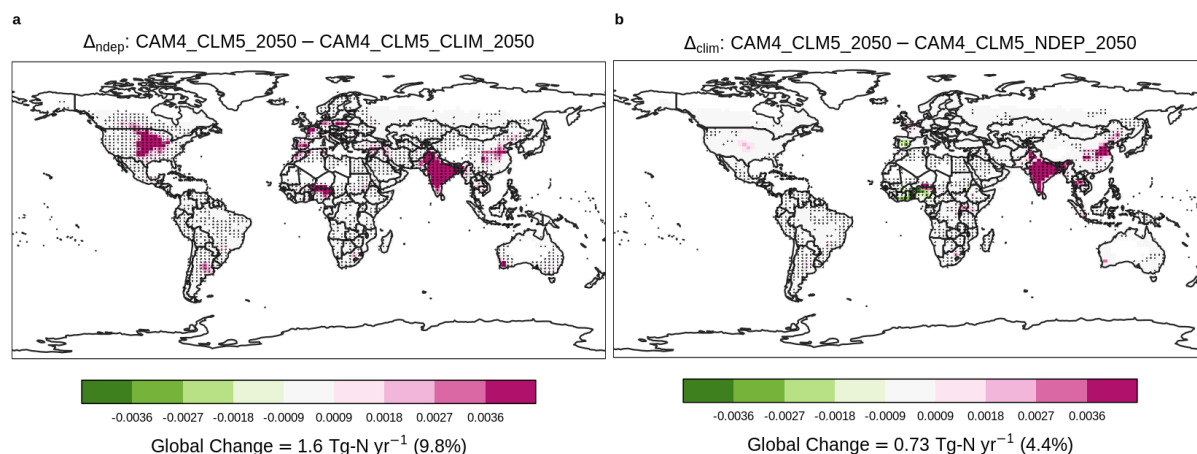 a
Δndep: CAM4_CLM5_2050 − CAM4_CLM5_CLIM_2050
-0.0036 -0.0027 -0.0018 -0.0009 0.0009 0.0018 0.0027 0.0036
Global Change = 1.6 Tg-N yr⁻¹ (9.8%)
b
Δclim: CAM4_CLM5_2050 − CAM4_CLM5_NDEP_2050
-0.0036 -0.0027 -0.0018 -0.0009 0.0009 0.0018 0.0027 0.0036
Global Change = 0.73 Tg-N yr⁻¹ (4.4%)